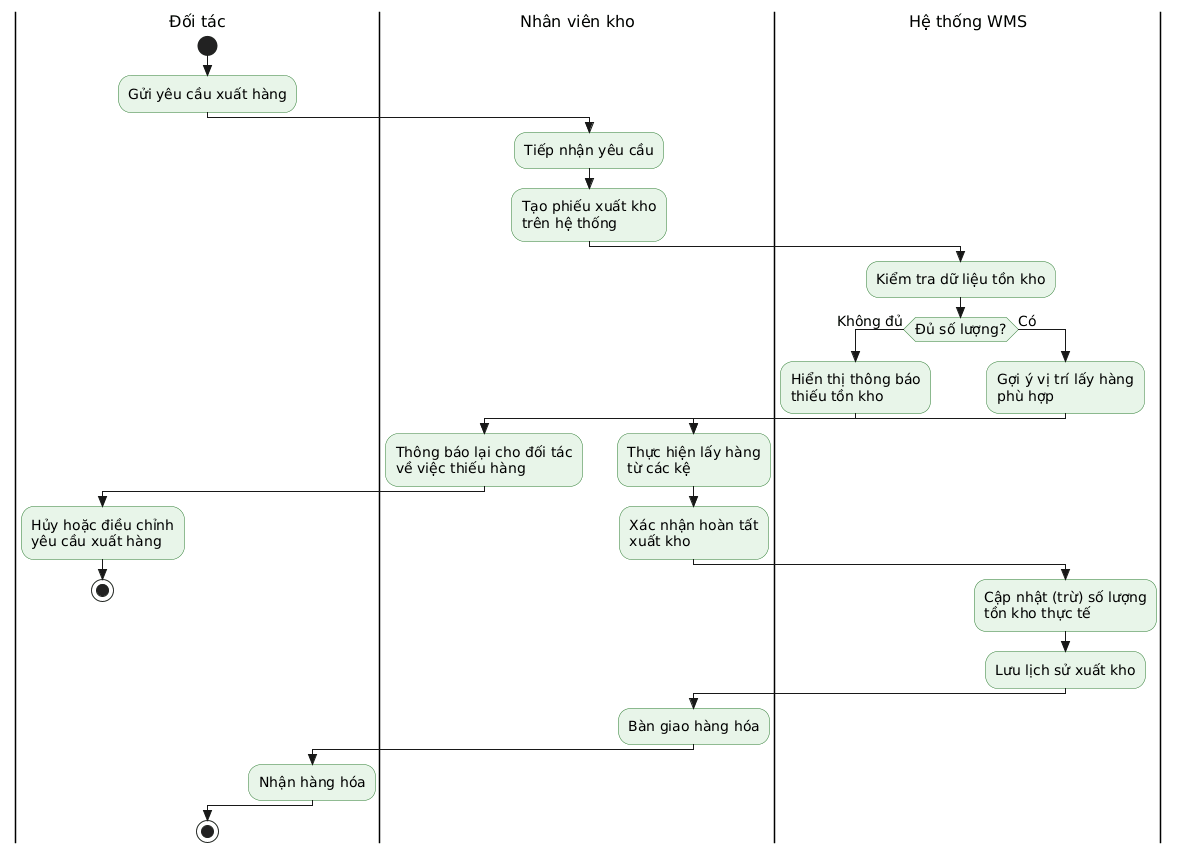 Đối tác
Nhân viên kho
Hệ thống WMS
Gửi yêu cầu xuất hàng
Tiếp nhận yêu cầu
Tạo phiếu xuất kho
trên hệ thống
Kiểm tra dữ liệu tồn kho
Không đủ
Đủ số lượng?
Có
Hiển thị thông báo
thiếu tồn kho
Gợi ý vị trí lấy hàng
phù hợp
Thông báo lại cho đối tác
về việc thiếu hàng
Thực hiện lấy hàng
từ các kệ
Hủy hoặc điều chỉnh
yêu cầu xuất hàng
Xác nhận hoàn tất
xuất kho
Cập nhật (trừ) số lượng
tồn kho thực tế
Lưu lịch sử xuất kho
Bàn giao hàng hóa
Nhận hàng hóa